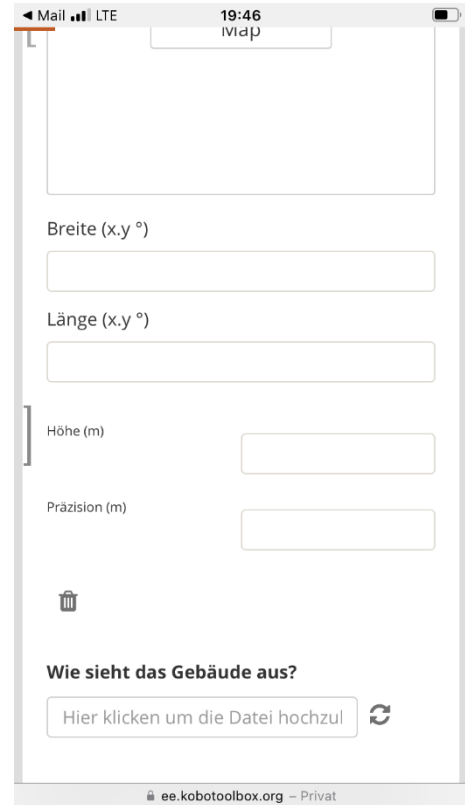 Mail LTE 19:46
Map
Breite (x.y °)
Länge (x.y °)
Höhe (m)
Präzision (m)
Wie sieht das Gebäude aus?
Hier klicken um die Datei hochzul
ee.kobotoolbox.org – Privat